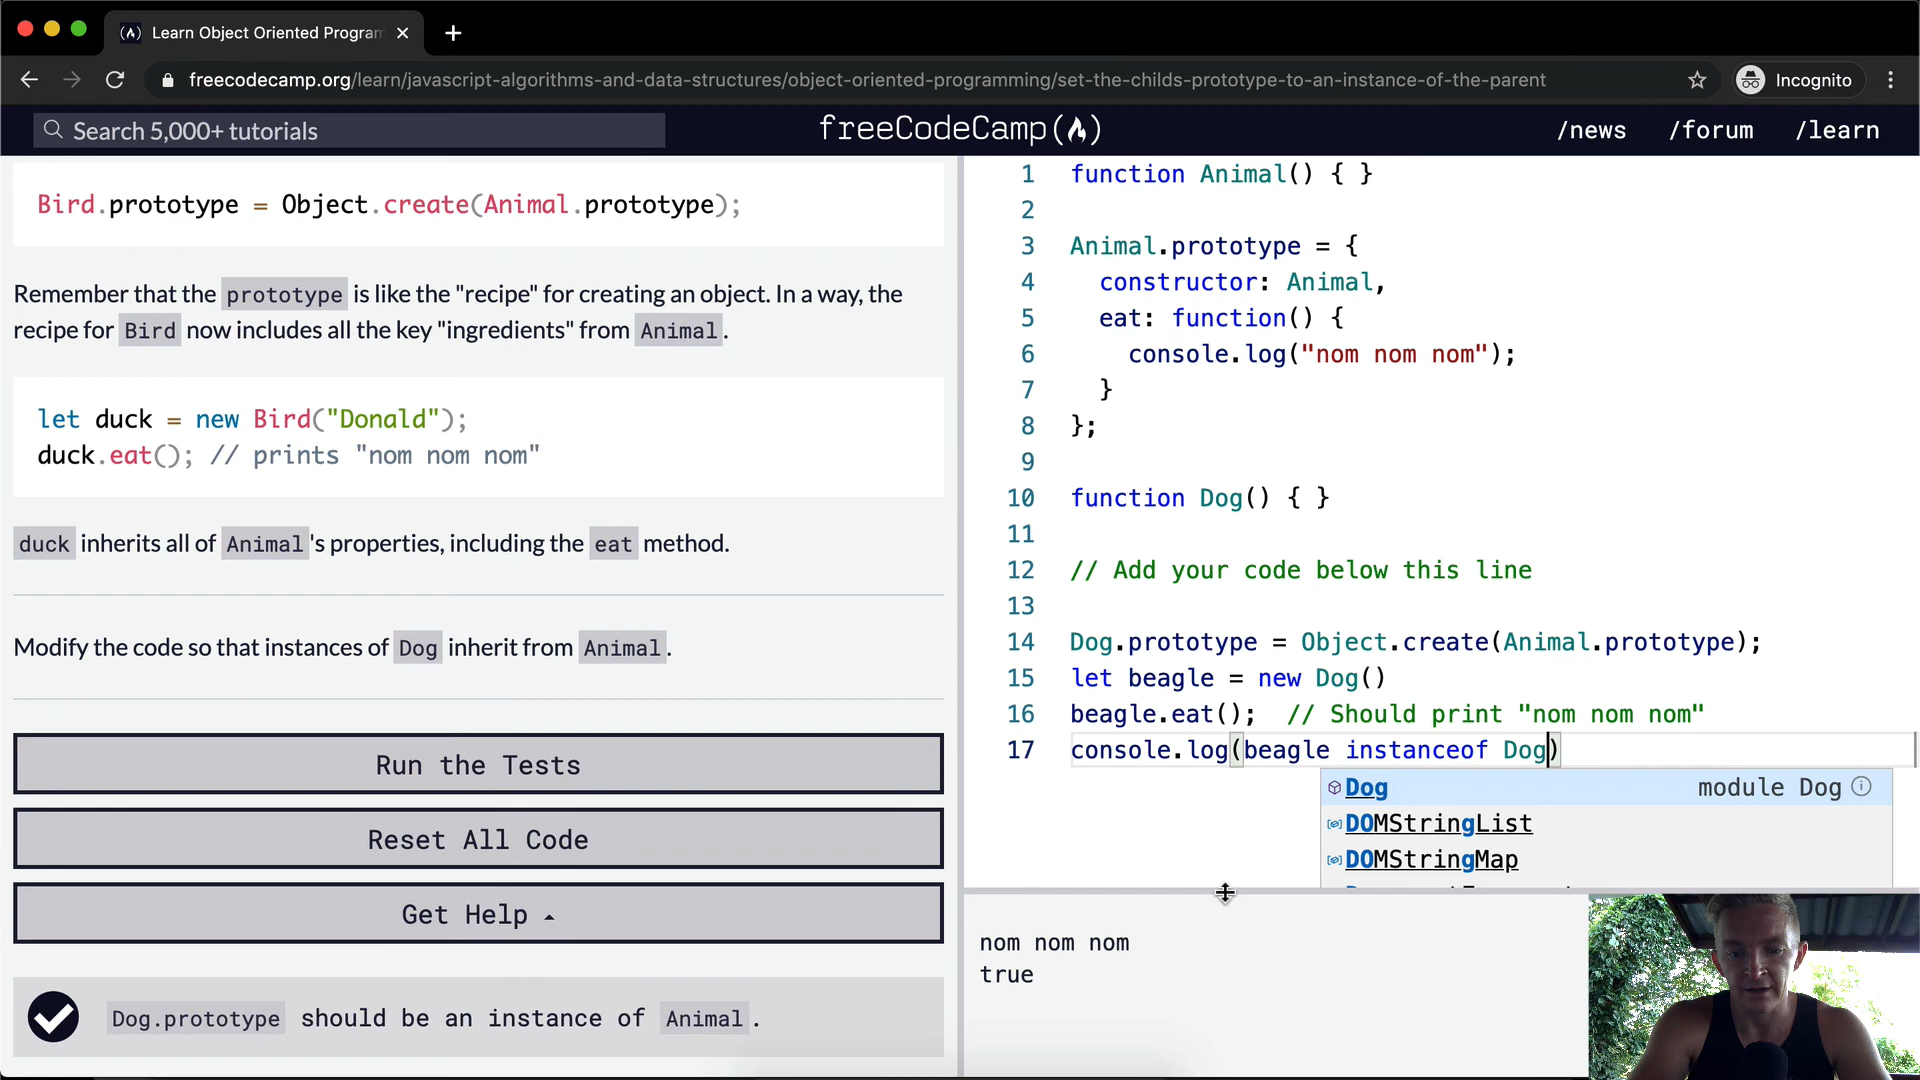 Learn Object Oriented Program
freecodecamp.org/learn/javascript-algorithms-and-data-structures/object-oriented-programming/set-the-childs-prototype-to-an-instance-of-the-parent
Incognito
Search 5,000+ tutorials
freeCodeCamp(🔥)
/news /forum /learn
Bird.prototype = Object.create(Animal.prototype);
Remember that the prototype is like the "recipe" for creating an object. In a way, the
recipe for Bird now includes all the key "ingredients" from Animal.
let duck = new Bird("Donald");
duck.eat(); // prints "nom nom nom"
duck inherits all of Animal's properties, including the eat method.
Modify the code so that instances of Dog inherit from Animal.
Run the Tests
Reset All Code
Get Help
Dog.prototype should be an instance of Animal.
1 function Animal() { }
2
3 Animal.prototype = {
4 constructor: Animal,
5 eat: function() {
6 console.log("nom nom nom");
7 }
8 };
9
10 function Dog() { }
11
12 // Add your code below this line
13
14 Dog.prototype = Object.create(Animal.prototype);
15 let beagle = new Dog()
16 beagle.eat();  // Should print "nom nom nom"
17 console.log(beagle instanceof Dog)
Dog module Dog
DOMStringList
DOMStringMap
nom nom nom
true